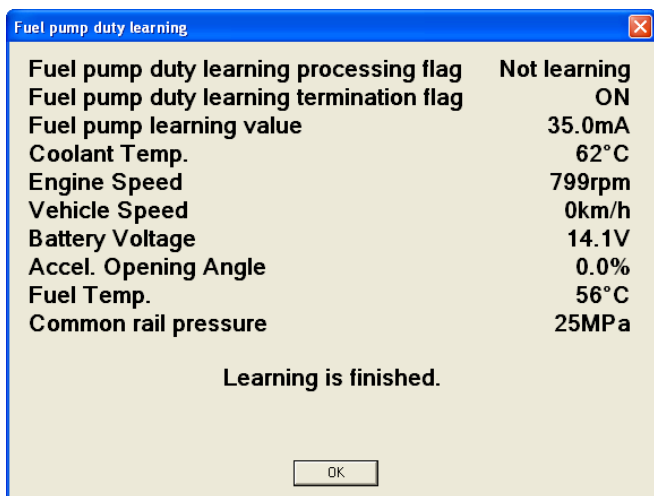 Fuel pump duty learning
Fuel pump duty learning processing flag Not learning
Fuel pump duty learning termination flag ON
Fuel pump learning value 35.0mA
Coolant Temp. 62°C
Engine Speed 799rpm
Vehicle Speed 0km/h
Battery Voltage 14.1V
Accel. Opening Angle 0.0%
Fuel Temp. 56°C
Common rail pressure 25MPa
Learning is finished.
OK